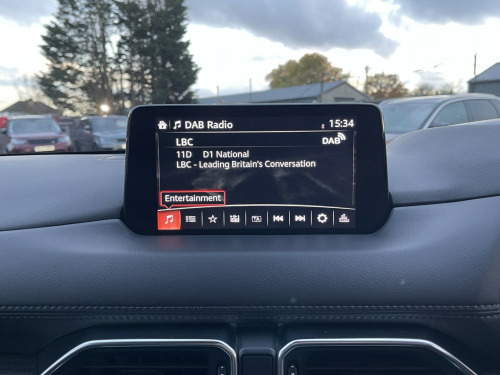 DAB Radio 15:34
LBC DAB
11D D1 National
LBC - Leading Britain's Conversation
Entertainment